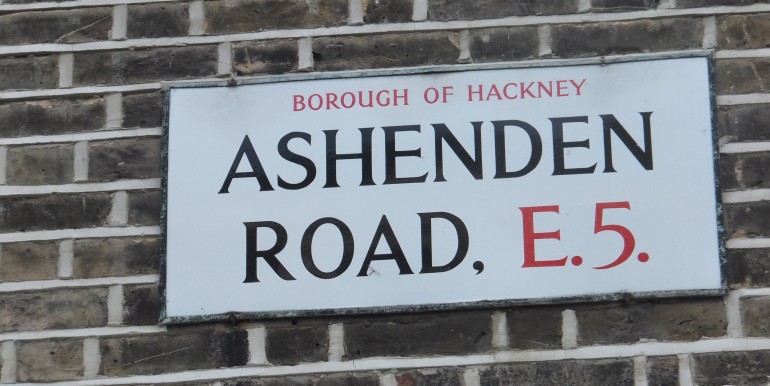 BOROUGH OF HACKNEY
ASHENDEN
ROAD, E.5.